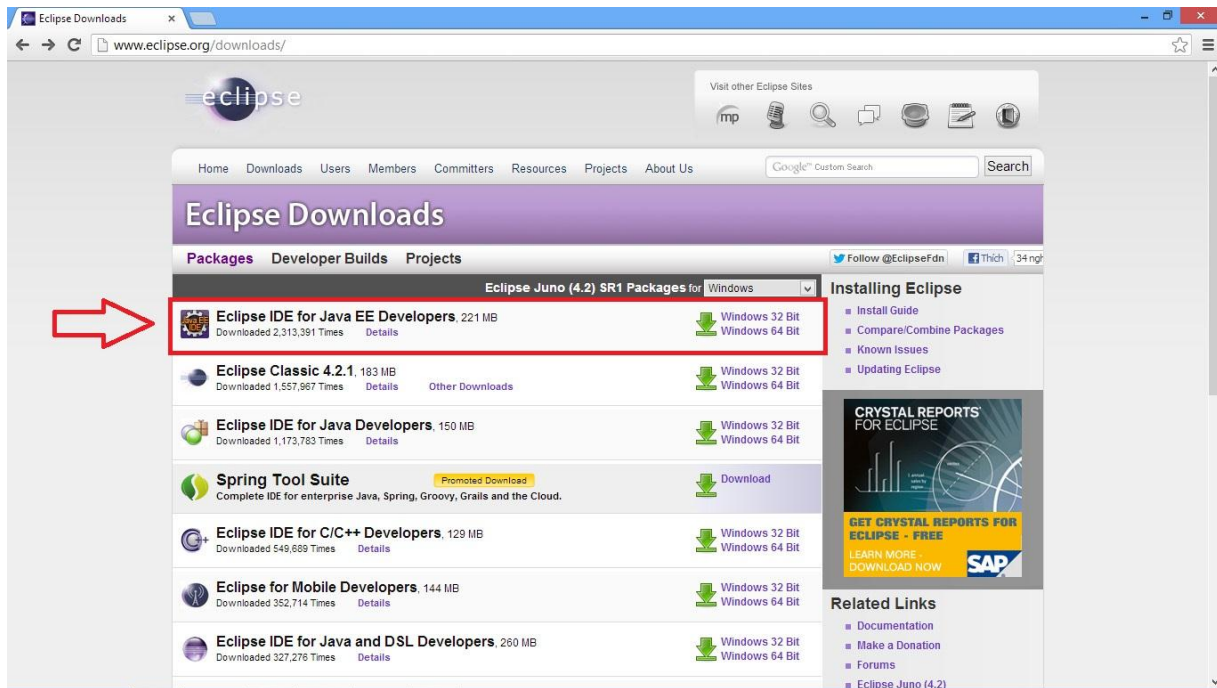 Eclipse Downloads
www.eclipse.org/downloads/
eclipse
Visit other Eclipse Sites
mp
Home Downloads Users Members Committers Resources Projects About Us
Google™ Custom Search
Search
Eclipse Downloads
Packages Developer Builds Projects
Follow @EclipseFdn
Thích
34 ngh
Eclipse Juno (4.2) SR1 Packages for Windows
Java EE
IDE
Eclipse IDE for Java EE Developers, 221 MB
Downloaded 2,313,391 Times Details
Windows 32 Bit
Windows 64 Bit
Eclipse Classic 4.2.1, 183 MB
Downloaded 1,557,967 Times Details Other Downloads
Windows 32 Bit
Windows 64 Bit
Eclipse IDE for Java Developers, 150 MB
Downloaded 1,173,783 Times Details
Windows 32 Bit
Windows 64 Bit
Spring Tool Suite
Promoted Download
Complete IDE for enterprise Java, Spring, Groovy, Grails and the Cloud.
Download
Eclipse IDE for C/C++ Developers, 129 MB
Downloaded 549,689 Times Details
Windows 32 Bit
Windows 64 Bit
Eclipse for Mobile Developers, 144 MB
Downloaded 352,714 Times Details
Windows 32 Bit
Windows 64 Bit
Eclipse IDE for Java and DSL Developers, 260 MB
Downloaded 327,276 Times Details
Windows 32 Bit
Windows 64 Bit
Installing Eclipse
Install Guide
Compare/Combine Packages
Known Issues
Updating Eclipse
CRYSTAL REPORTS®
FOR ECLIPSE
GET CRYSTAL REPORTS FOR
ECLIPSE - FREE
LEARN MORE -
DOWNLOAD NOW
SAP
Related Links
Documentation
Make a Donation
Forums
Eclipse Juno (4.2)